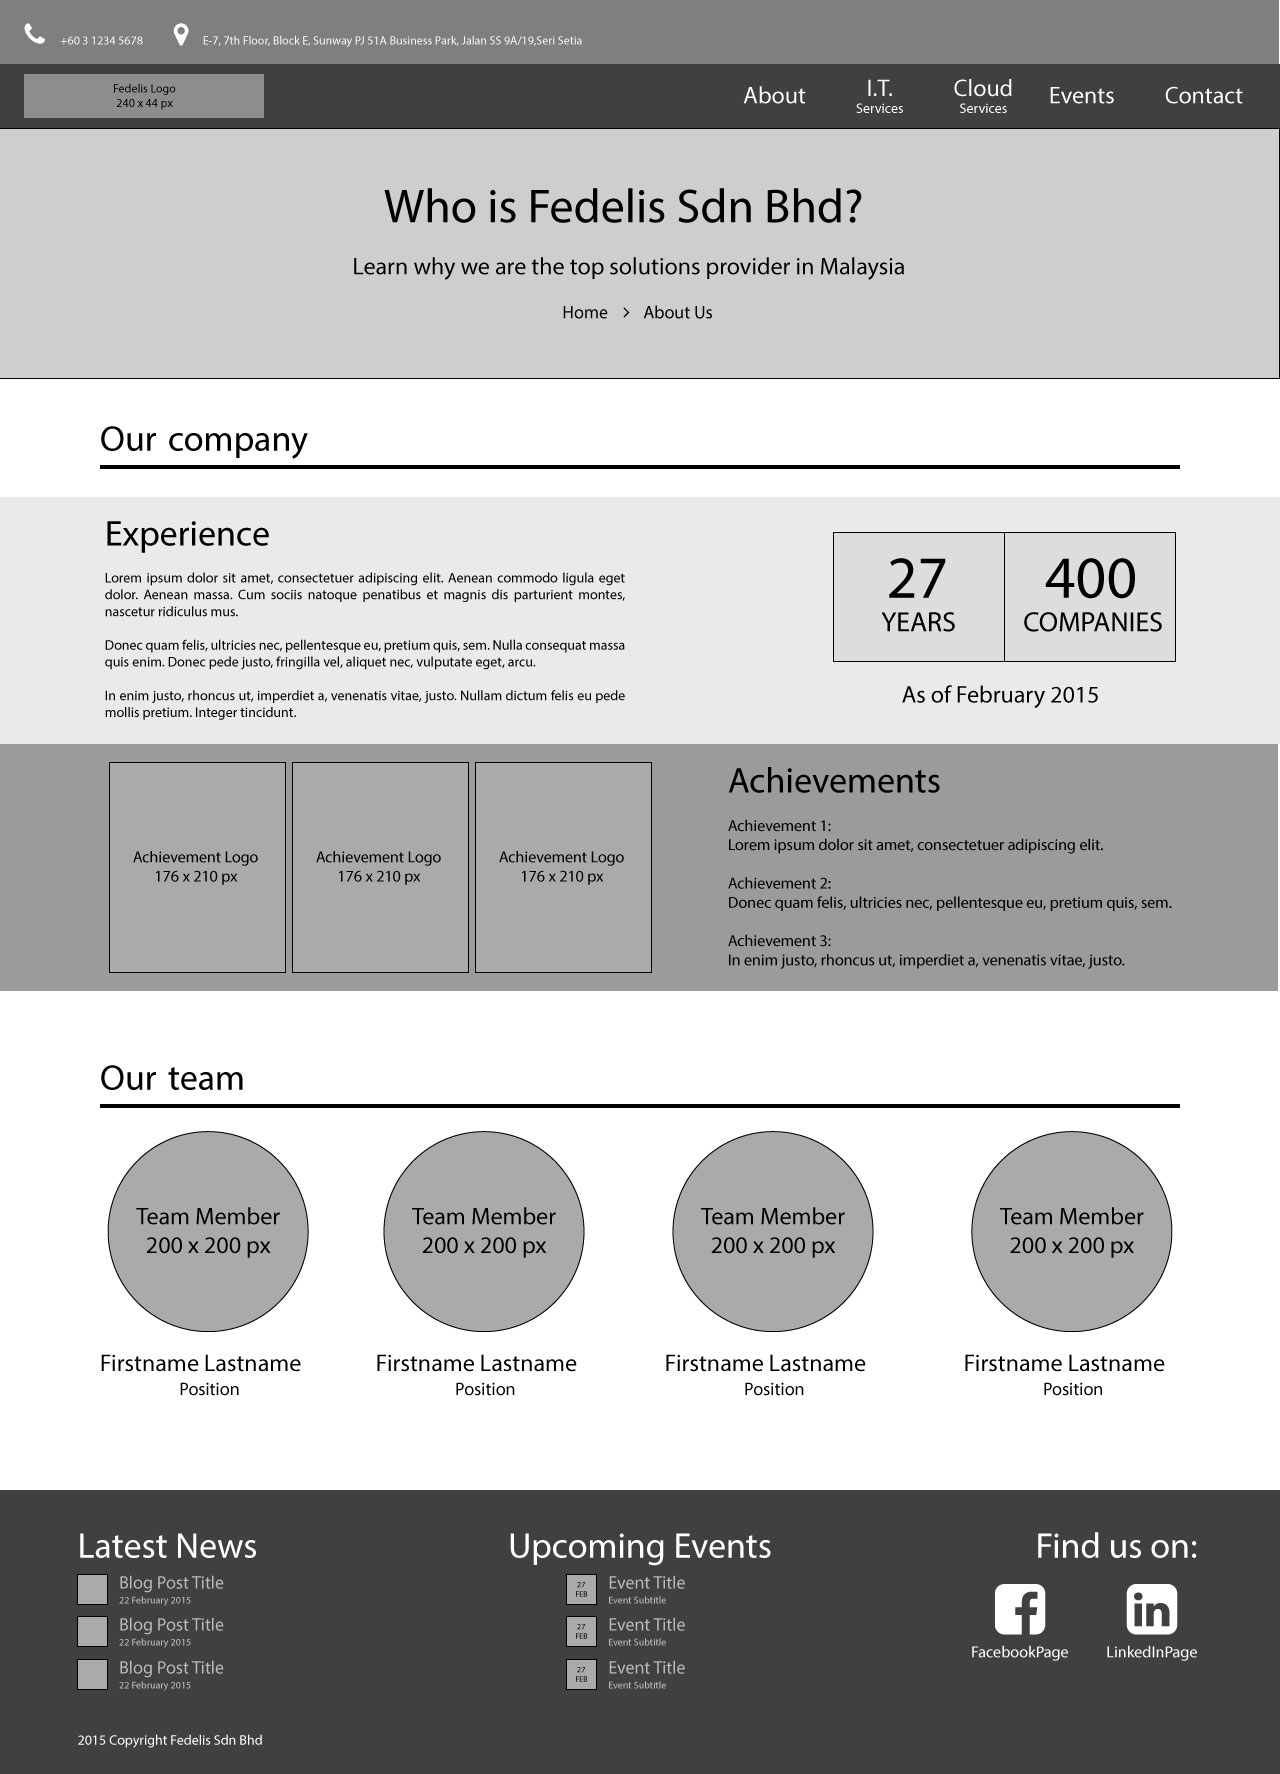 +60 3 1234 5678
E-7, 7th Floor, Block E, Sunway PJ 51A Business Park, Jalan SS 9A/19,Seri Setia
Fedelis Logo
240 x 44 px
About
I.T.
Services
Cloud
Services
Events
Contact
Who is Fedelis Sdn Bhd?
Learn why we are the top solutions provider in Malaysia
Home > About Us
Our company
Experience
Lorem ipsum dolor sit amet, consectetuer adipiscing elit. Aenean commodo ligula eget
dolor. Aenean massa. Cum sociis natoque penatibus et magnis dis parturient montes,
nascetur ridiculus mus.
Donec quam felis, ultricies nec, pellentesque eu, pretium quis, sem. Nulla consequat massa
quis enim. Donec pede justo, fringilla vel, aliquet nec, vulputate eget, arcu.
In enim justo, rhoncus ut, imperdiet a, venenatis vitae, justo. Nullam dictum felis eu pede
mollis pretium. Integer tincidunt.
27
YEARS
400
COMPANIES
As of February 2015
Achievement Logo
176 x 210 px
Achievement Logo
176 x 210 px
Achievement Logo
176 x 210 px
Achievements
Achievement 1:
Lorem ipsum dolor sit amet, consectetuer adipiscing elit.
Achievement 2:
Donec quam felis, ultricies nec, pellentesque eu, pretium quis, sem.
Achievement 3:
In enim justo, rhoncus ut, imperdiet a, venenatis vitae, justo.
Our team
Team Member
200 x 200 px
Firstname Lastname
Position
Team Member
200 x 200 px
Firstname Lastname
Position
Team Member
200 x 200 px
Firstname Lastname
Position
Team Member
200 x 200 px
Firstname Lastname
Position
Latest News
Blog Post Title
22 February 2015
Blog Post Title
22 February 2015
Blog Post Title
22 February 2015
Upcoming Events
27
FEB
Event Title
Event Subtitle
27
FEB
Event Title
Event Subtitle
27
FEB
Event Title
Event Subtitle
Find us on:
f
FacebookPage
in
LinkedInPage
2015 Copyright Fedelis Sdn Bhd